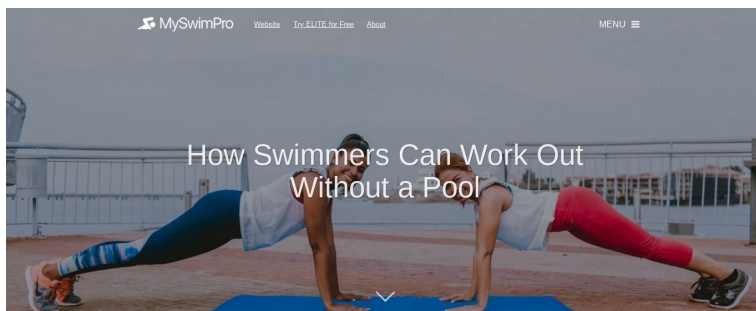 MySwimPro Website Try ELITE for Free About MENU
How Swimmers Can Work Out
Without a Pool